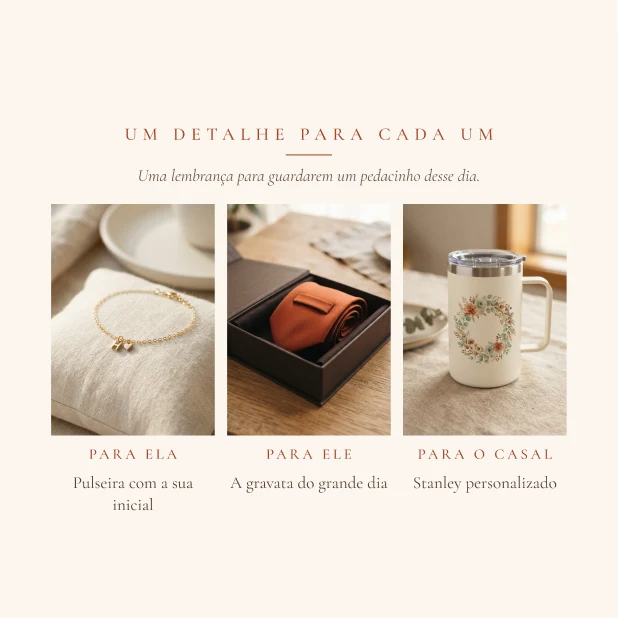 UM DETALHE PARA CADA UM
Uma lembrança para guardarem um pedacinho desse dia.
PARA ELA
Pulseira com a sua
inicial
PARA ELE
A gravata do grande dia
PARA O CASAL
Stanley personalizado